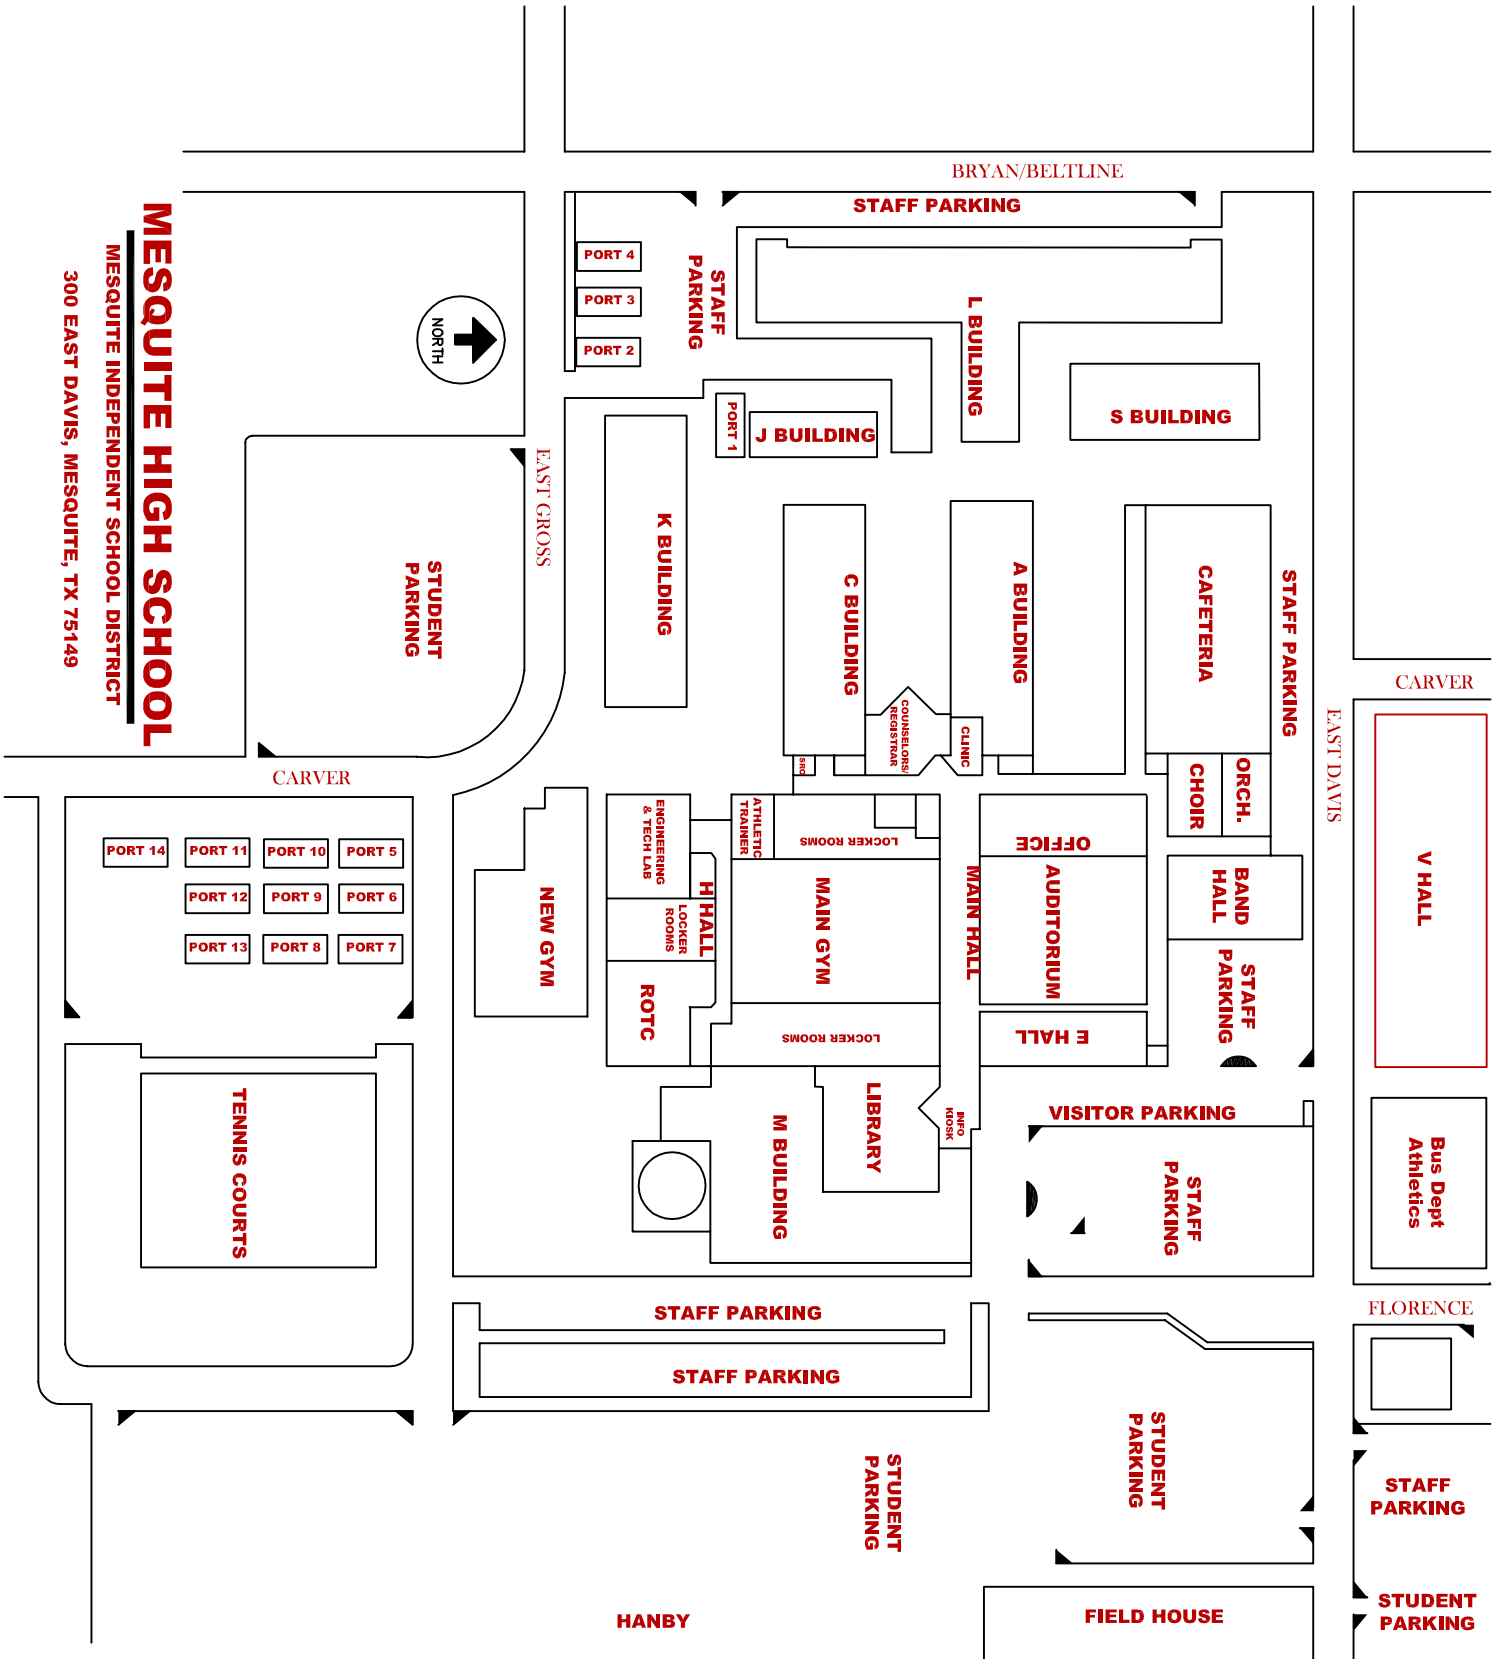 BRYAN/BELTLINE
STAFF PARKING
PORT 4
PORT 3
PORT 2
STAFF
PARKING
L BUILDING
S BUILDING
PORT 1
J BUILDING
NORTH
MESQUITE HIGH SCHOOL
MESQUITE INDEPENDENT SCHOOL DISTRICT
300 EAST DAVIS, MESQUITE, TX 75149
EAST GROSS
STUDENT
PARKING
K BUILDING
C BUILDING
A BUILDING
CAFETERIA
STAFF PARKING
CARVER
EAST DAVIS
COUNSELORS/
REGISTRAR
CLINIC
SRO
CHOIR
ORCH.
CARVER
ENGINEERING
& TECH LAB
ATHLETIC
TRAINER
LOCKER ROOMS
OFFICE
PORT 14
PORT 11
PORT 10
PORT 5
PORT 12
PORT 9
PORT 6
PORT 13
PORT 8
PORT 7
NEW GYM
H HALL
LOCKER
ROOMS
MAIN GYM
MAIN HALL
AUDITORIUM
BAND
HALL
V HALL
ROTC
LOCKER ROOMS
E HALL
STAFF
PARKING
TENNIS COURTS
M BUILDING
LIBRARY
INFO
KIOSK
VISITOR PARKING
STAFF
PARKING
Bus Dept
Athletics
STAFF PARKING
FLORENCE
STAFF PARKING
STUDENT
PARKING
STUDENT
PARKING
STAFF
PARKING
HANBY
FIELD HOUSE
STUDENT
PARKING